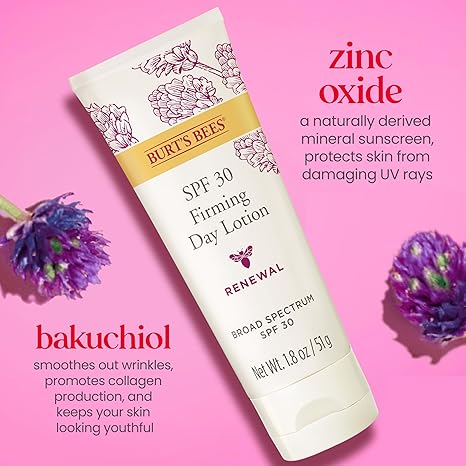 zinc
oxide
a naturally derived
mineral sunscreen,
protects skin from
damaging UV rays
BURT'S BEES®
SPF 30
Firming
Day Lotion
RENEWAL
BROAD SPECTRUM
SPF 30
Net Wt. 1.8 oz / 51g
bakuchiol
smoothes out wrinkles,
promotes collagen
production, and
keeps your skin
looking youthful